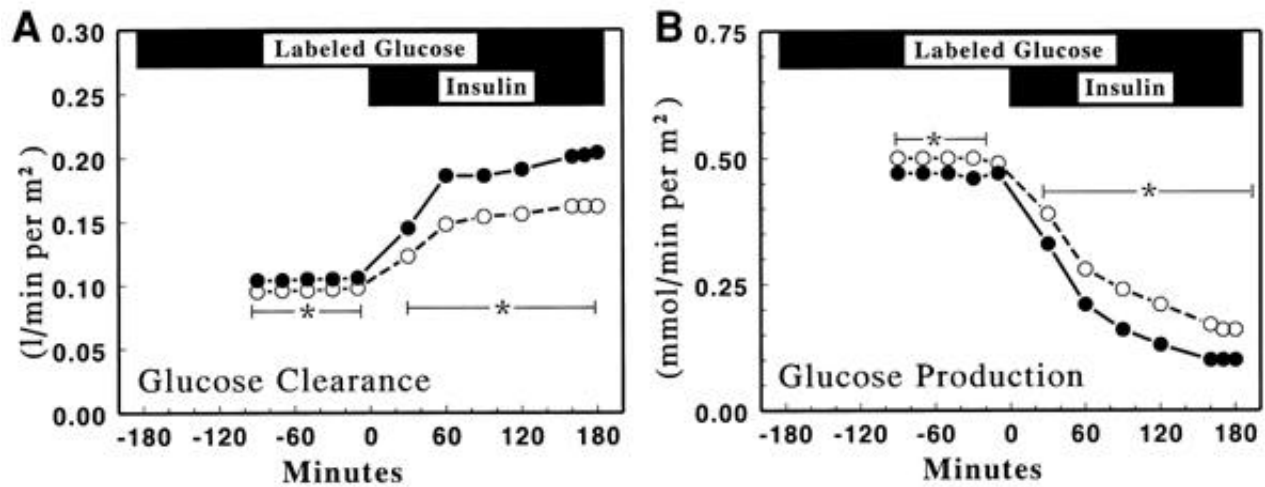 A
0.30
0.25
0.20
0.15
0.10
0.05
0.00
(l/min per m²)
Labeled Glucose
Insulin
*
*
Glucose Clearance
-180 -120 -60 0 60 120 180
Minutes
B
0.75
0.50
0.25
0.00
(mmol/min per m²)
Labeled Glucose
Insulin
*
*
Glucose Production
-180 -120 -60 0 60 120 180
Minutes